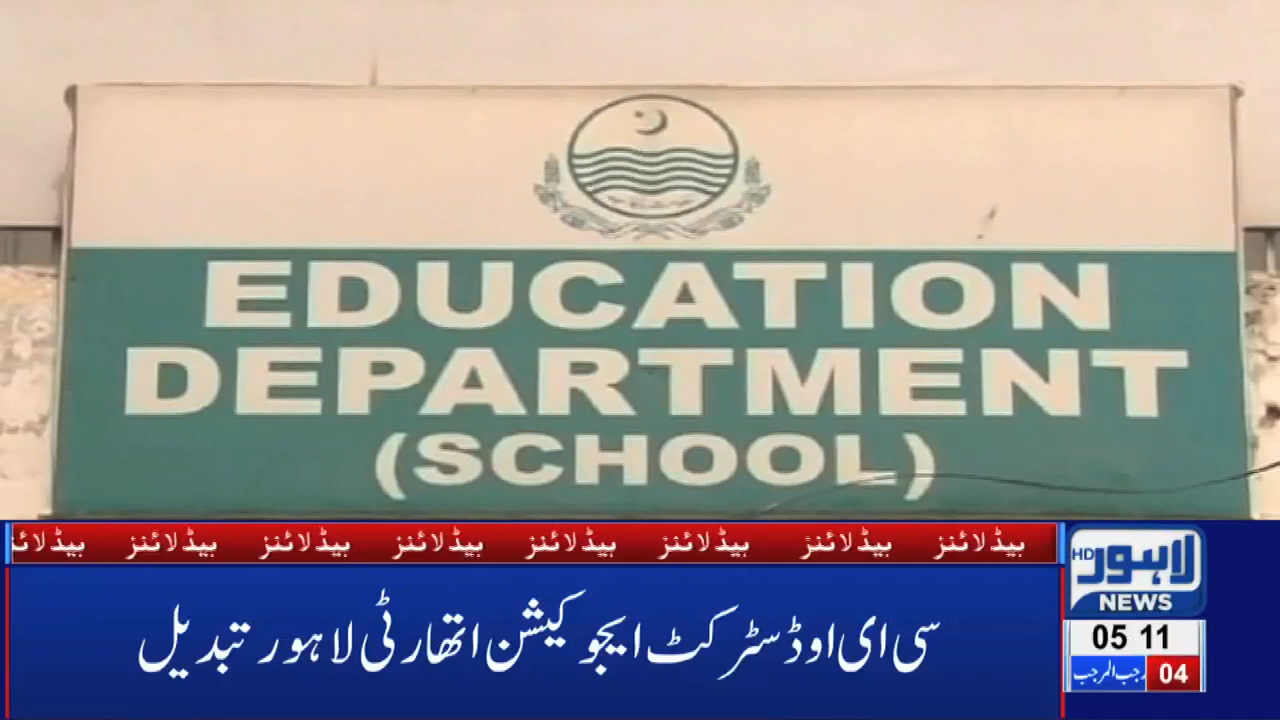 EDUCATION
DEPARTMENT
(SCHOOL)
ہیڈلائنز ہیڈلائنز ہیڈلائنز ہیڈلائنز ہیڈلائنز ہیڈلائنز ہیڈلائنز ہیڈلائنز
سی ای او ڈسٹرکٹ ایجوکیشن اتھارٹی لاہور تبدیل
لاہور HD
NEWS
05 11
رجب المرجب 04